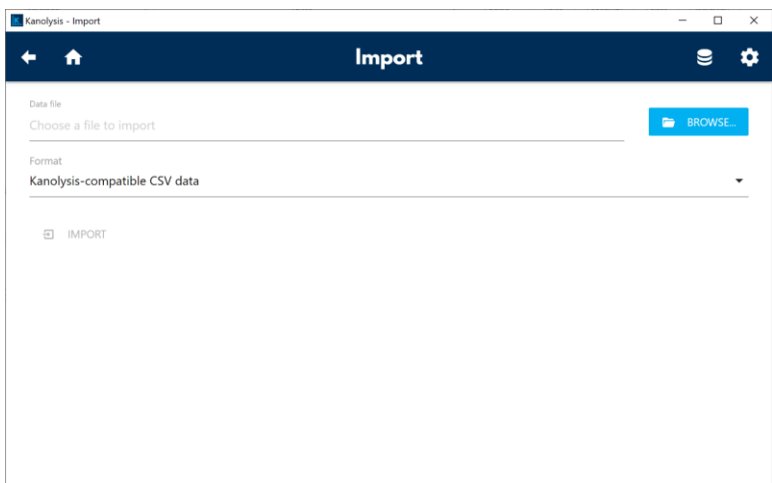 K Kanolysis - Import
Import
Data file
Choose a file to import
BROWSE...
Format
Kanolysis-compatible CSV data
IMPORT